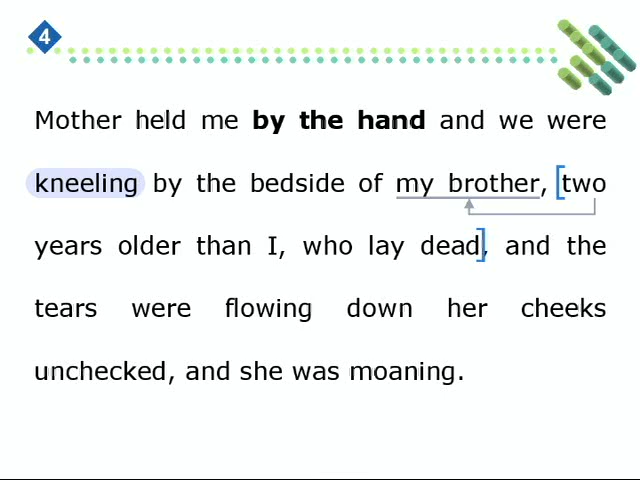 4
Mother held me by the hand and we were
kneeling by the bedside of my brother, [two
years older than I, who lay dead], and the
tears were flowing down her cheeks
unchecked, and she was moaning.